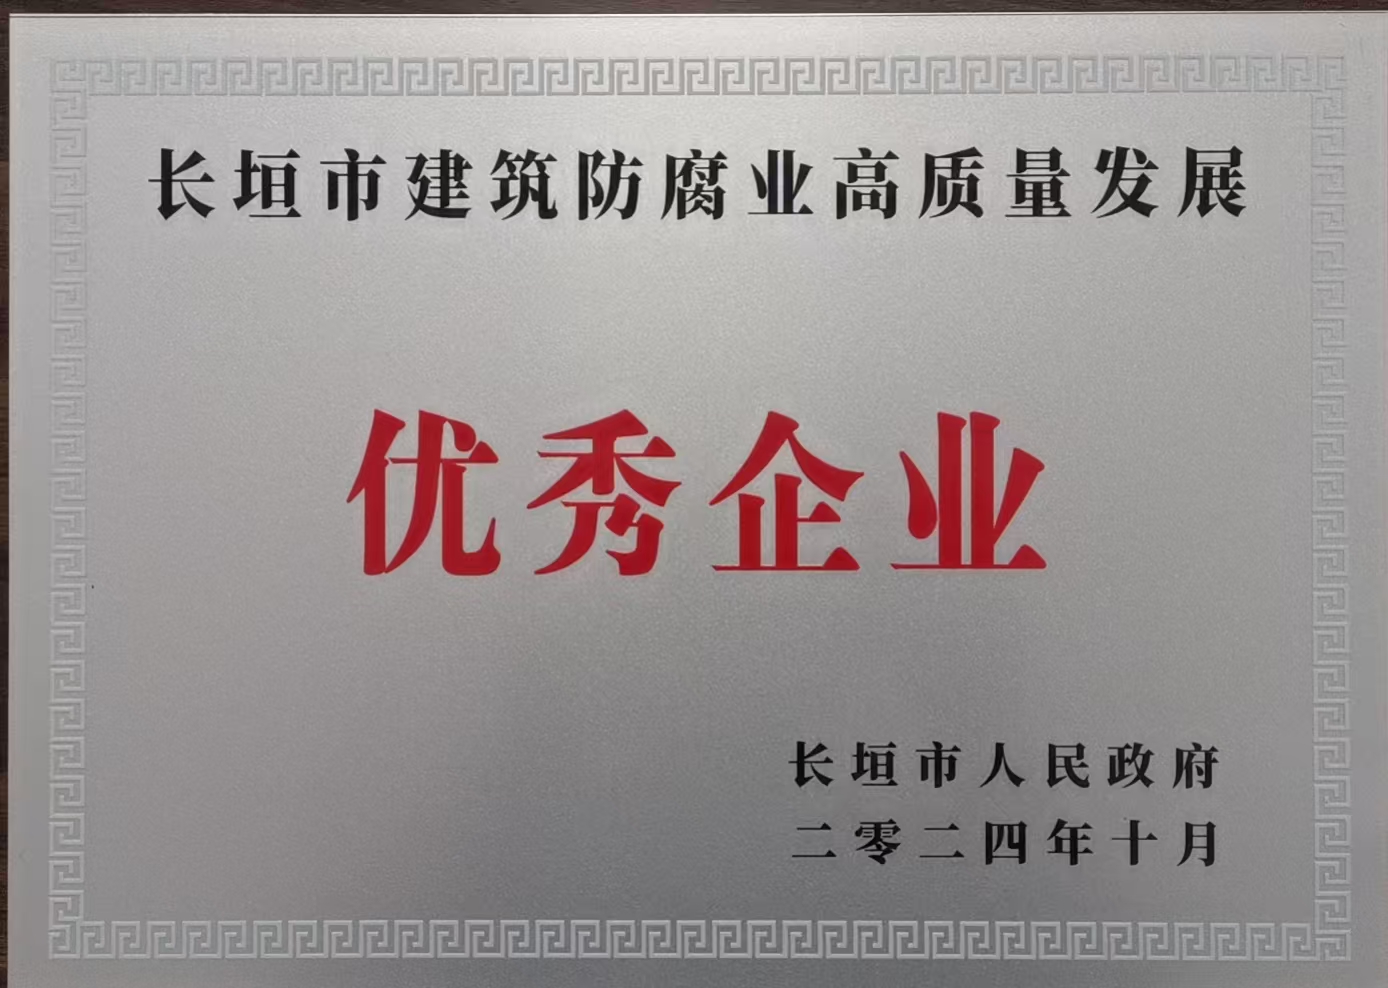 长垣市建筑防腐业高质量发展
优秀企业
长垣市人民政府
二零二四年十月